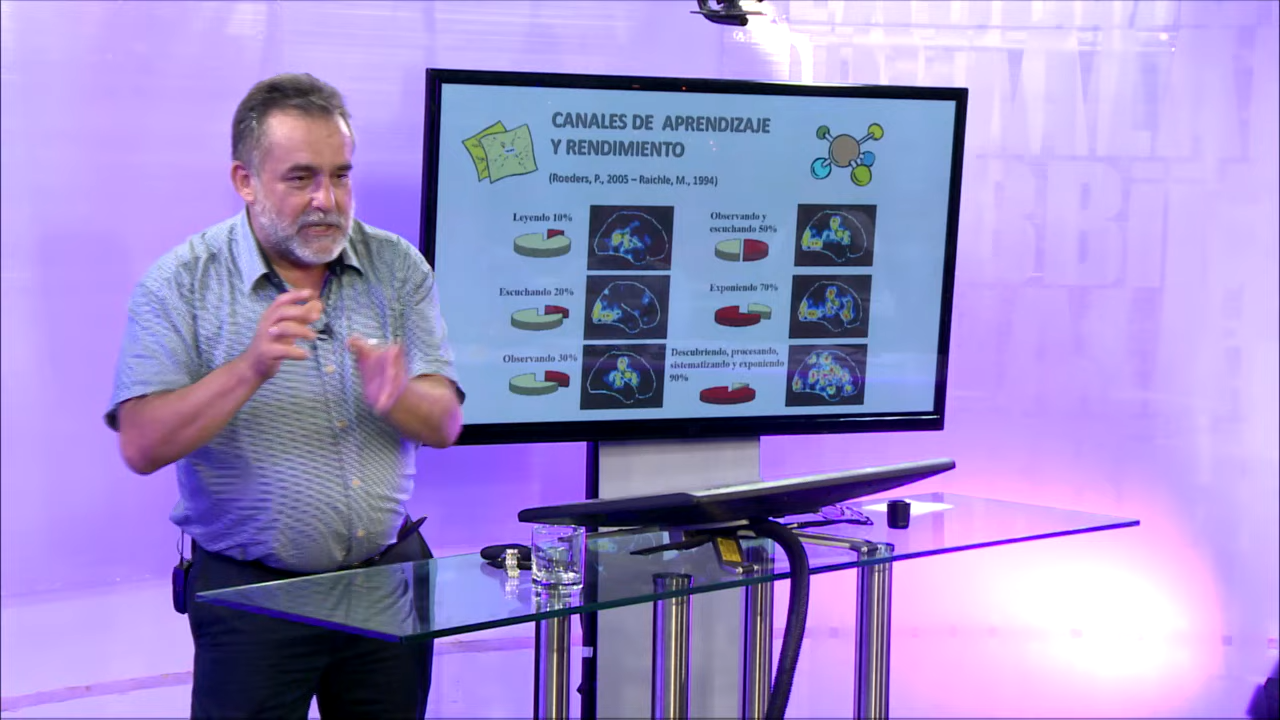 CANALES DE APRENDIZAJE
Y RENDIMIENTO
(Roeders, P., 2005 – Raichle, M., 1994)
Leyendo 10%
Observando y
escuchando 50%
Escuchando 20%
Exponiendo 70%
Observando 30%
Descubriendo, procesando,
sistematizando y exponiendo
90%